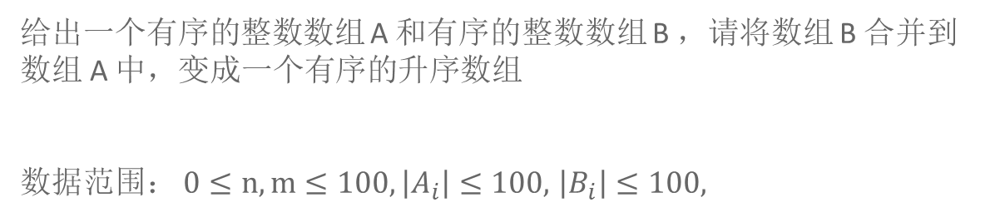 给出一个有序的整数数组 A 和有序的整数数组 B ，请将数组 B 合并到
数组 A 中，变成一个有序的升序数组
数据范围： 0 ≤ n, m ≤ 100, |Aᵢ| ≤ 100, |Bᵢ| ≤ 100,